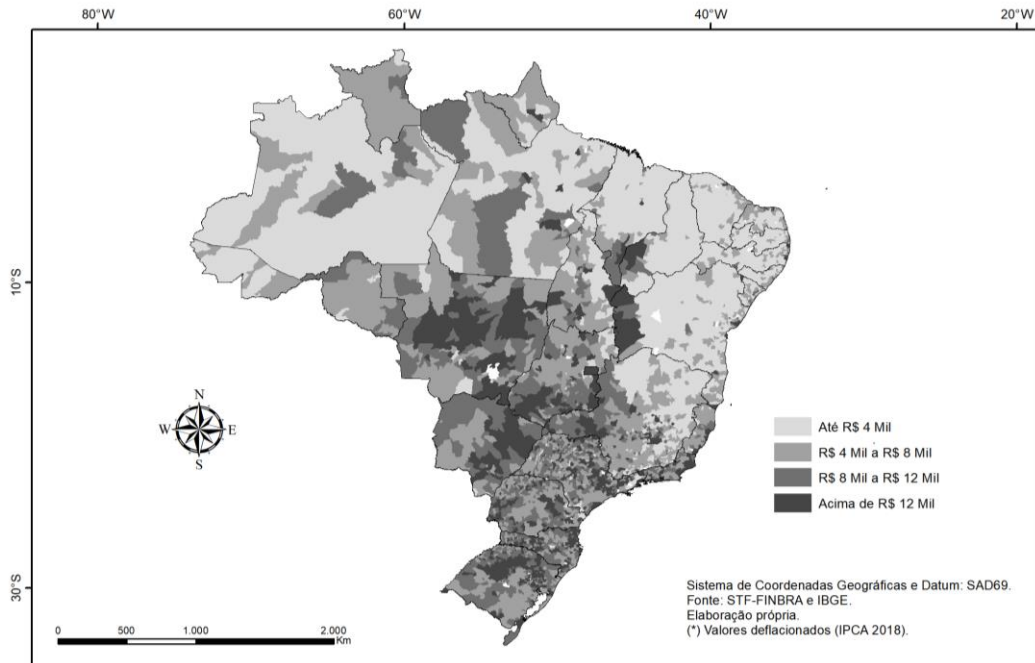 80°W 60°W 40°W 20°W
10°S
30°S
N
W E
S
Até R$ 4 Mil
R$ 4 Mil a R$ 8 Mil
R$ 8 Mil a R$ 12 Mil
Acima de R$ 12 Mil
Sistema de Coordenadas Geográficas e Datum: SAD69.
Fonte: STF-FINBRA e IBGE.
Elaboração própria.
(*) Valores deflacionados (IPCA 2018).
0 500 1.000 2.000
Km